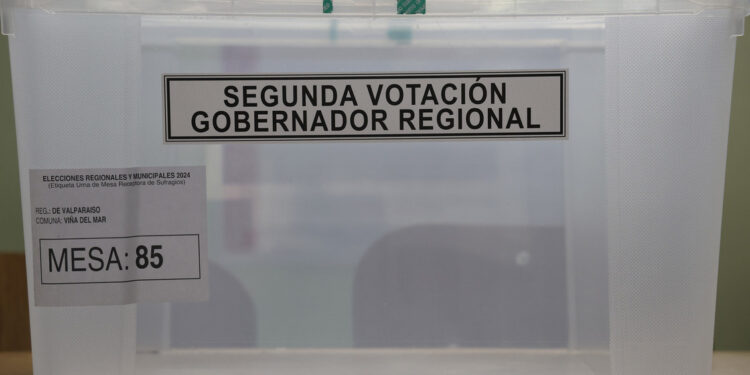 SEGUNDA VOTACIÓN
GOBERNADOR REGIONAL
ELECCIONES REGIONALES Y MUNICIPALES 2024
(Etiqueta Urna de Mesa Receptora de Sufragios)
REG.: DE VALPARAISO
COMUNA: VIÑA DEL MAR
MESA: 85